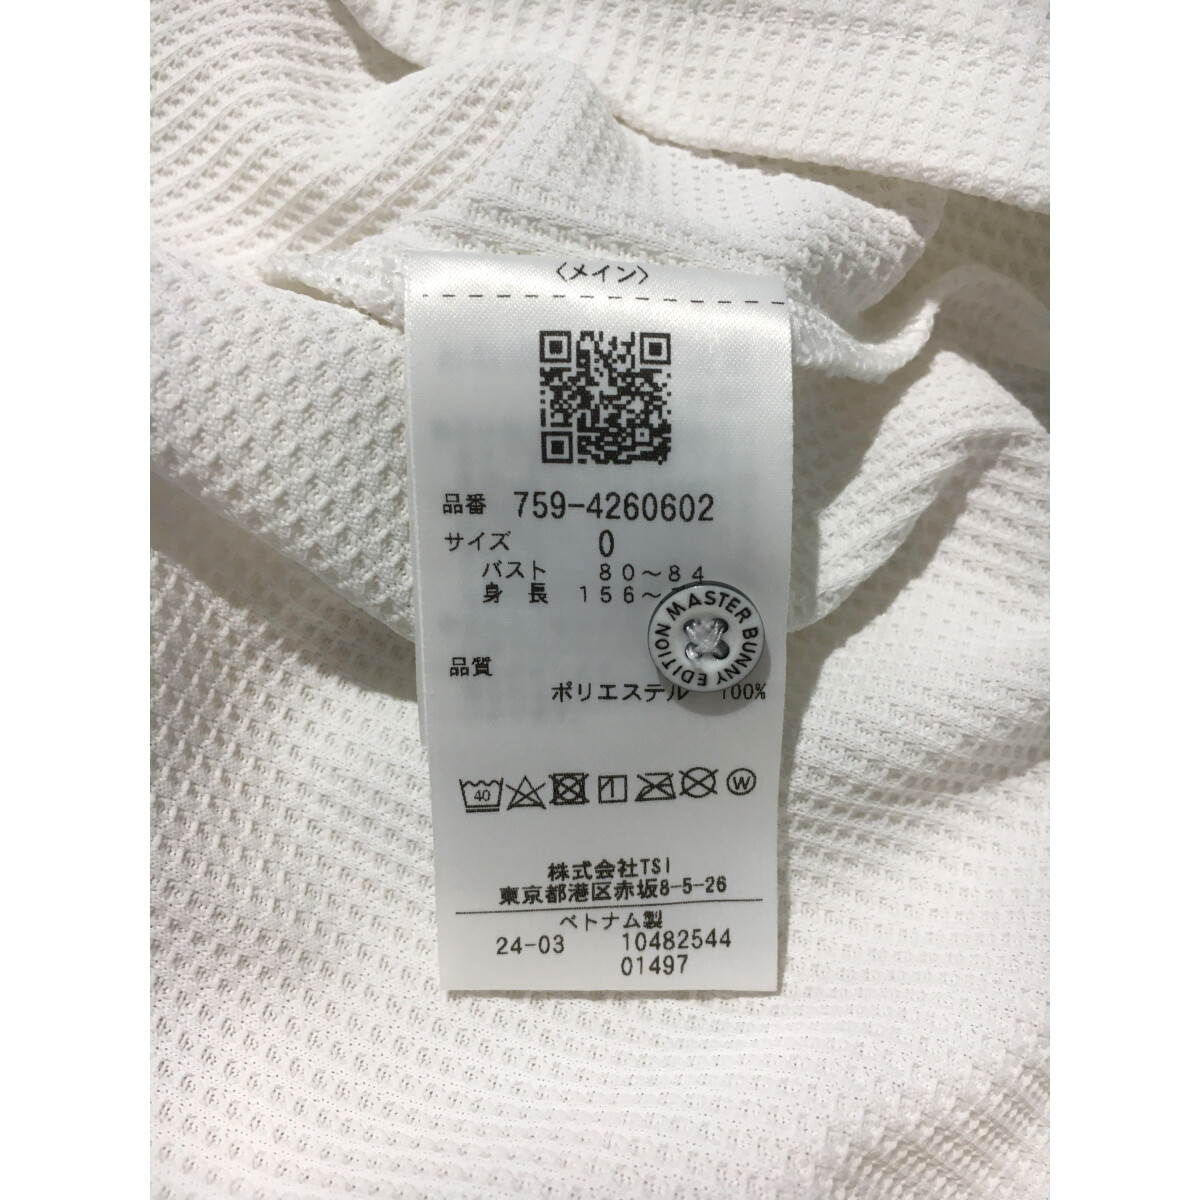 〈メイン〉
品番 759-4260602
サイズ 0
バスト 80～84
身 長 156～
MASTER BUNNY EDITION
品質
ポリエステル 100%
40
W
株式会社TSI
東京都港区赤坂8-5-26
ベトナム製
24-03 10482544
01497